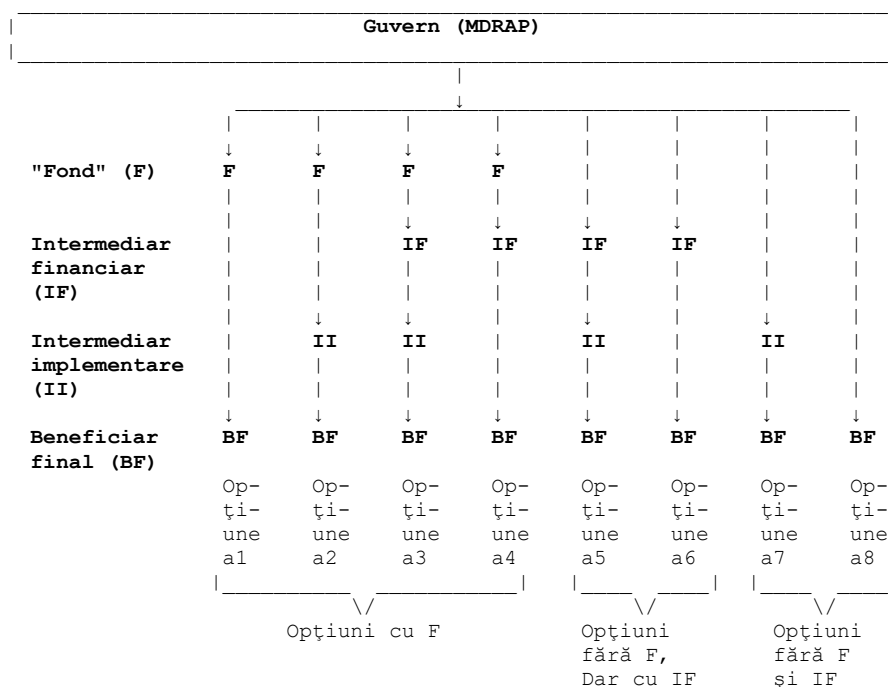 Guvern (MDRAP)
"Fond" (F) F F F F
Intermediar IF IF IF IF
financiar
(IF)
Intermediar II II II II
implementare
(II)
Beneficiar BF BF BF BF BF BF BF BF
final (BF)
Op- Op- Op- Op- Op- Op- Op- Op-
ţi- ţi- ţi- ţi- ţi- ţi- ţi- ţi-
une une une une une une une une
a1 a2 a3 a4 a5 a6 a7 a8
Opţiuni cu F Opţiuni Opţiuni
fără F, fără F
Dar cu IF şi IF